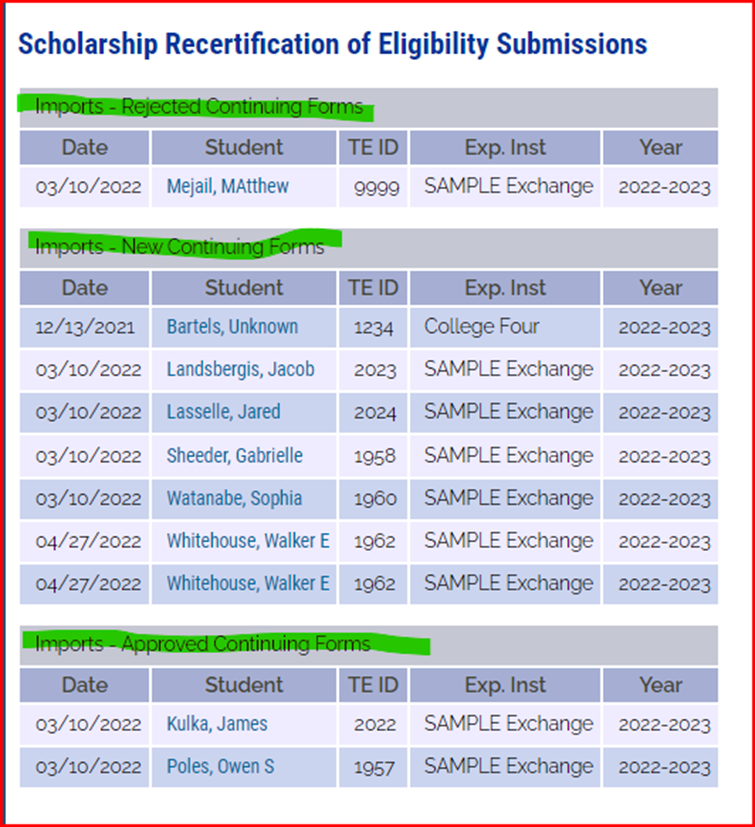 Scholarship Recertification of Eligibility Submissions
Imports - Rejected Continuing Forms
Date Student TE ID Exp. Inst Year
03/10/2022 Mejail, MAtthew 9999 SAMPLE Exchange 2022-2023
Imports - New Continuing Forms
Date Student TE ID Exp. Inst Year
12/13/2021 Bartels, Unknown 1234 College Four 2022-2023
03/10/2022 Landsbergis, Jacob 2023 SAMPLE Exchange 2022-2023
03/10/2022 Lasselle, Jared 2024 SAMPLE Exchange 2022-2023
03/10/2022 Sheeder, Gabrielle 1958 SAMPLE Exchange 2022-2023
03/10/2022 Watanabe, Sophia 1960 SAMPLE Exchange 2022-2023
04/27/2022 Whitehouse, Walker E 1962 SAMPLE Exchange 2022-2023
04/27/2022 Whitehouse, Walker E 1962 SAMPLE Exchange 2022-2023
Imports - Approved Continuing Forms
Date Student TE ID Exp. Inst Year
03/10/2022 Kulka, James 2022 SAMPLE Exchange 2022-2023
03/10/2022 Poles, Owen S 1957 SAMPLE Exchange 2022-2023